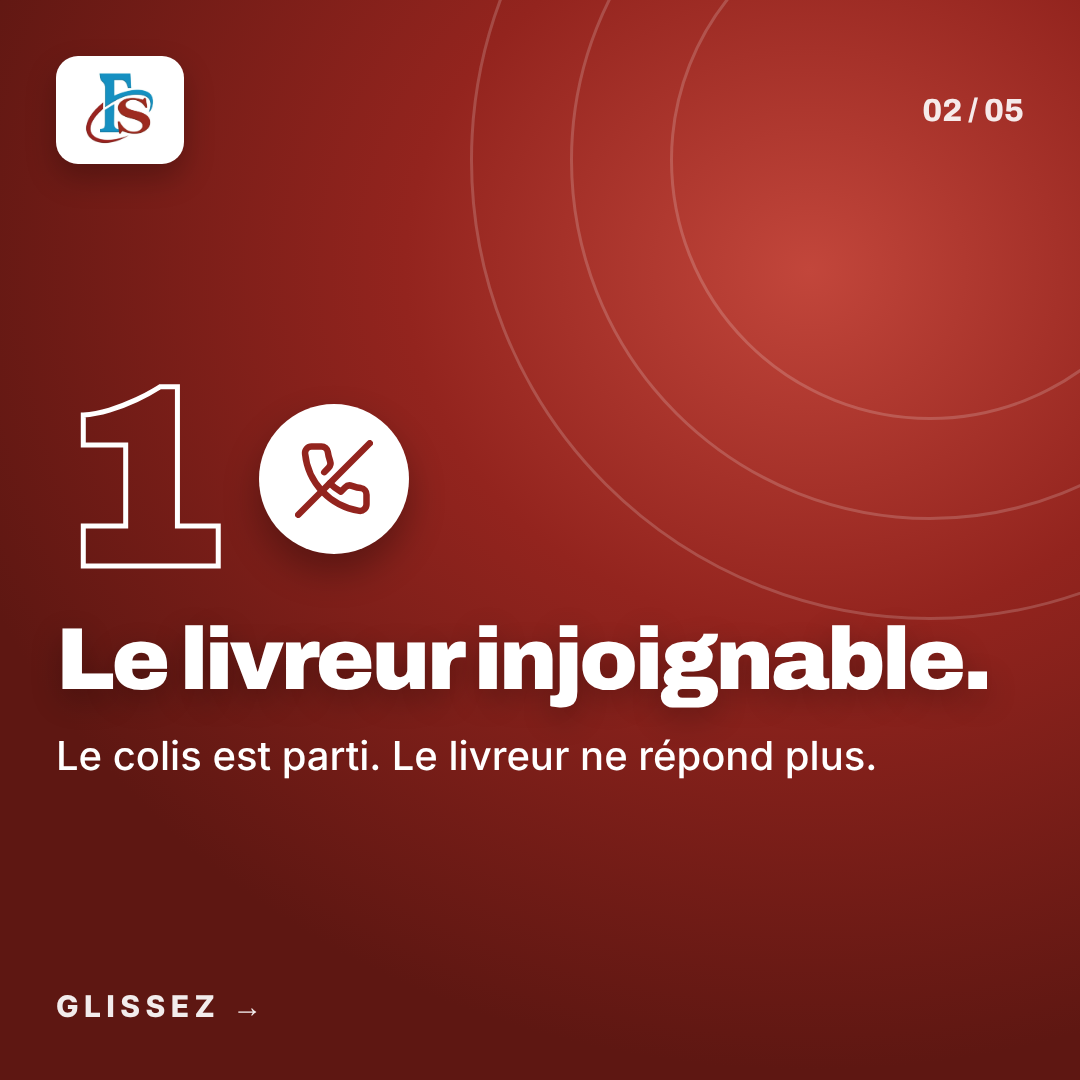 FS
02 / 05
1
Le livreur injoignable.
Le colis est parti. Le livreur ne répond plus.
GLISSEZ →